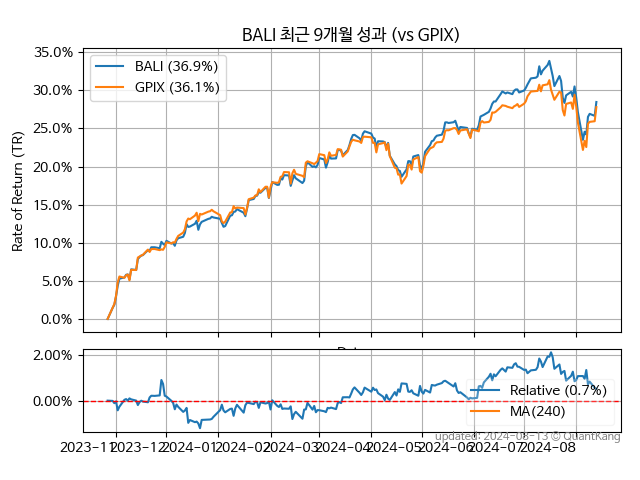 BALI 최근 9개월 성과 (vs GPIX)
35.0%
30.0%
25.0%
20.0%
15.0%
10.0%
5.0%
0.0%
Rate of Return (TR)
BALI (36.9%)
GPIX (36.1%)
2.00%
0.00%
Relative (0.7%)
MA(240)
updated: 2024-08-13 © QuantKang
2023-11 2023-12 2024-01 2024-02 2024-03 2024-04 2024-05 2024-06 2024-07 2024-08